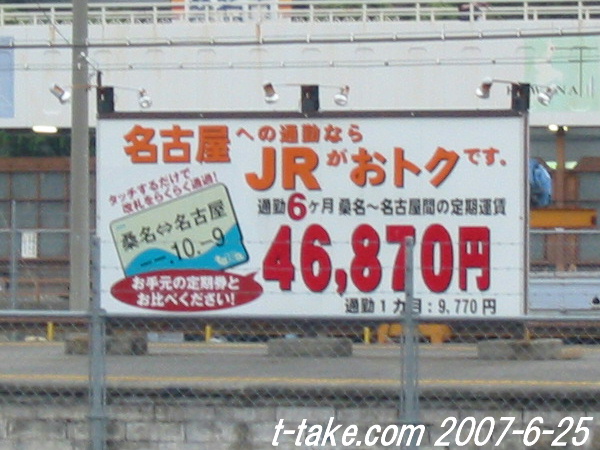 名古屋への通勤なら
JRがおトクです。
タッチするだけで
改札をらくらく通過!
桑名⇔名古屋
10.-9
通勤6ヶ月 桑名~名古屋間の定期運賃
46,870円
お手元の定期券と
お比べください!
通勤1カ月:9,770円
t-take.com 2007-6-25